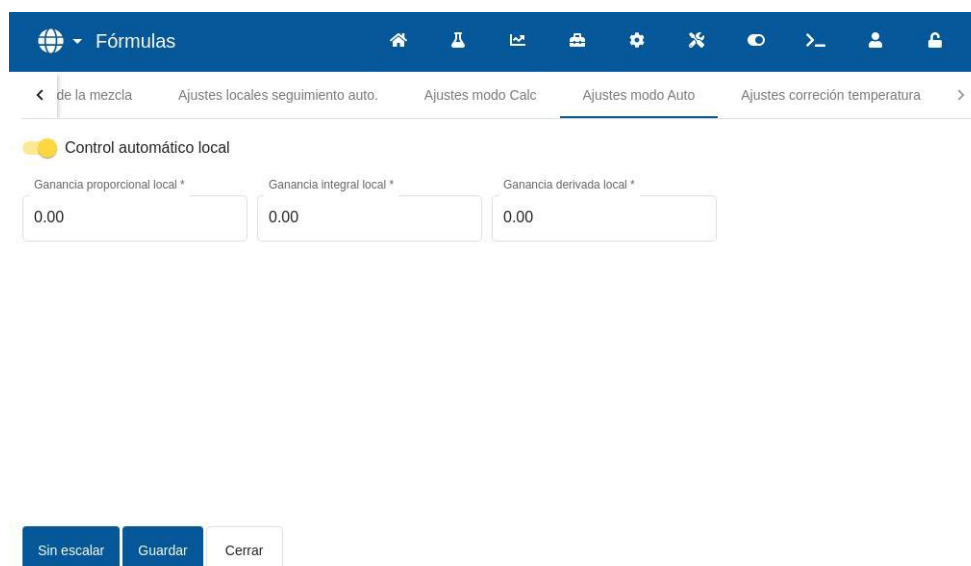 Fórmulas
de la mezcla
Ajustes locales seguimiento auto.
Ajustes modo Calc
Ajustes modo Auto
Ajustes correción temperatura
Control automático local
Ganancia proporcional local *
Ganancia integral local *
Ganancia derivada local *
0.00
0.00
0.00
Sin escalar
Guardar
Cerrar